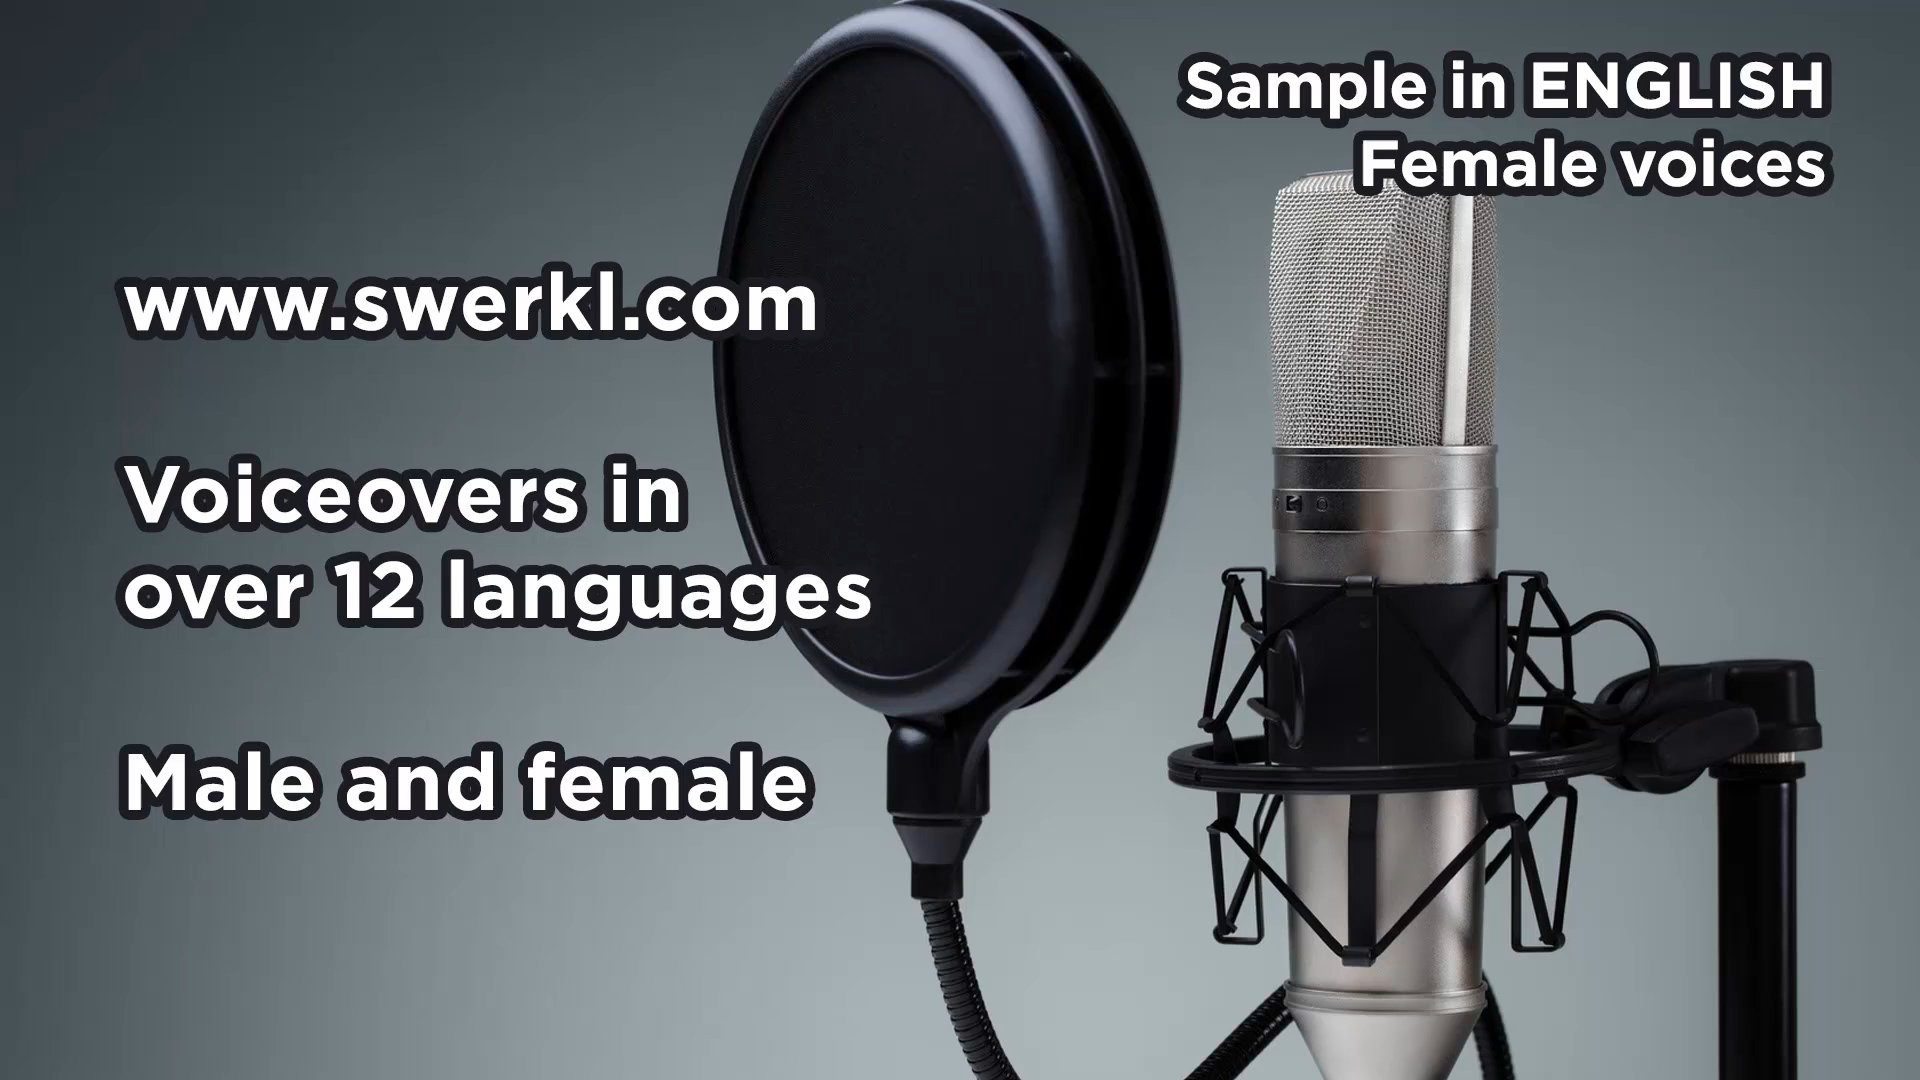 Sample in ENGLISH
Female voices
www.swerkl.com
Voiceovers in
over 12 languages
Male and female